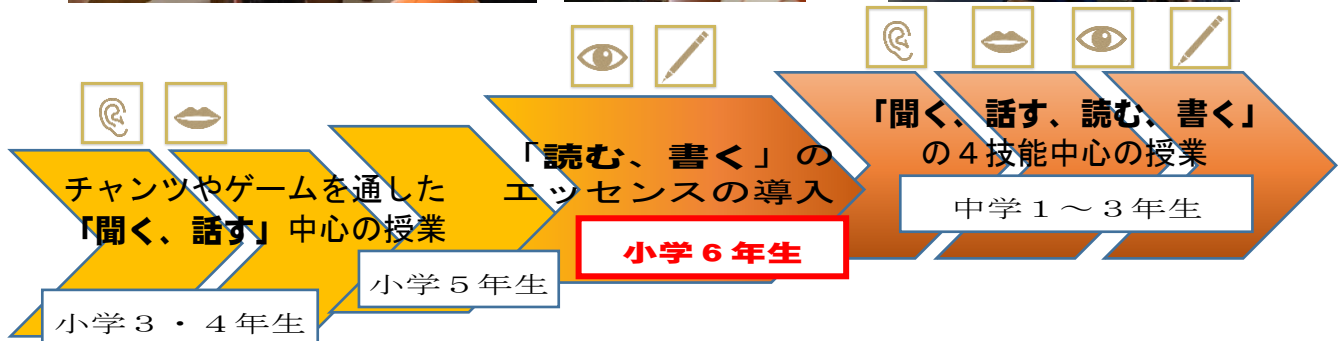 チャンツやゲームを通した
「聞く、話す」中心の授業
小学３・４年生
小学５年生
「読む、書く」の
エッセンスの導入
小学６年生
「聞く、話す、読む、書く」
の４技能中心の授業
中学１～３年生